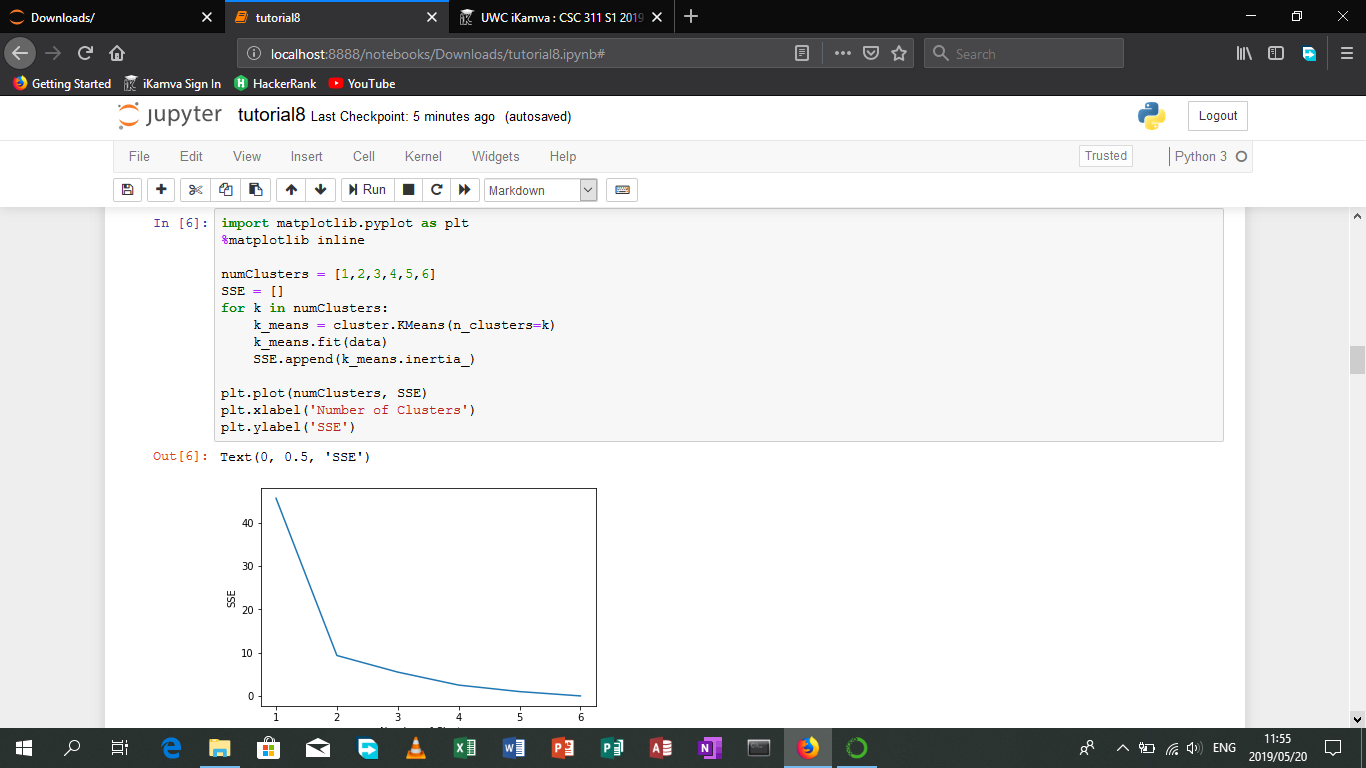 Downloads/
tutorial8
UWC iKamva : CSC 311 S1 2019
localhost:8888/notebooks/Downloads/tutorial8.ipynb#
Search
Getting Started
iKamva Sign In
HackerRank
YouTube
jupyter
tutorial8 Last Checkpoint: 5 minutes ago (autosaved)
Logout
File Edit View Insert Cell Kernel Widgets Help
Trusted
Python 3
Run
Markdown
In [6]:
import matplotlib.pyplot as plt
%matplotlib inline
numClusters = [1,2,3,4,5,6]
SSE = []
for k in numClusters:
    k_means = cluster.KMeans(n_clusters=k)
    k_means.fit(data)
    SSE.append(k_means.inertia_)
plt.plot(numClusters, SSE)
plt.xlabel('Number of Clusters')
plt.ylabel('SSE')
Out[6]: Text(0, 0.5, 'SSE')
40
30
20
10
0
SSE
1 2 3 4 5 6
ENG
11:55
2019/05/20